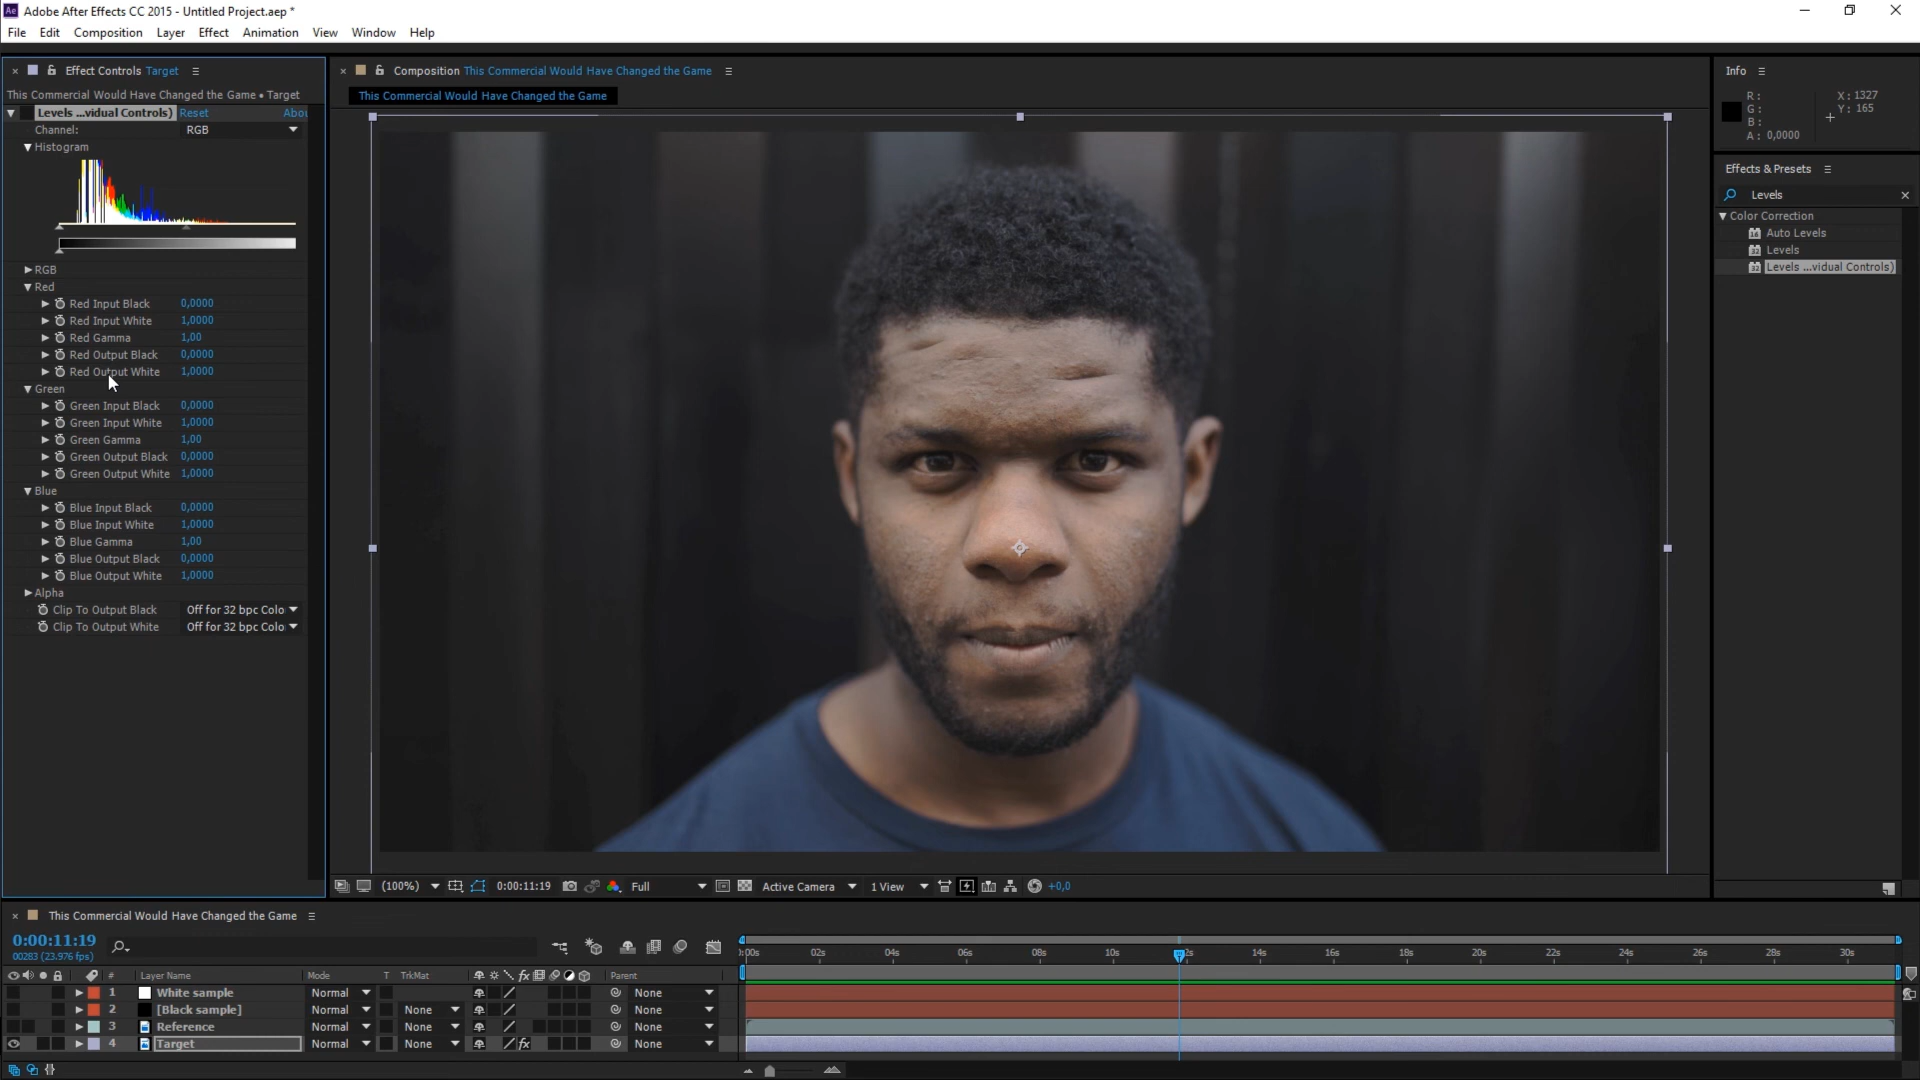 Ae Adobe After Effects CC 2015 - Untitled Project.aep *
File Edit Composition Layer Effect Animation View Window Help
Effect Controls Target
This Commercial Would Have Changed the Game • Target
Levels ...vidual Controls) Reset Abou
Channel: RGB
Histogram
RGB
Red
Red Input Black 0,0000
Red Input White 1,0000
Red Gamma 1,00
Red Output Black 0,0000
Red Output White 1,0000
Green
Green Input Black 0,0000
Green Input White 1,0000
Green Gamma 1,00
Green Output Black 0,0000
Green Output White 1,0000
Blue
Blue Input Black 0,0000
Blue Input White 1,0000
Blue Gamma 1,00
Blue Output Black 0,0000
Blue Output White 1,0000
Alpha
Clip To Output Black Off for 32 bpc Colo
Clip To Output White Off for 32 bpc Colo
Composition This Commercial Would Have Changed the Game
This Commercial Would Have Changed the Game
(100%) 0:00:11:19 Full Active Camera 1 View +0,0
Info
R: X: 1327
G: Y: 165
B:
A: 0,0000
Effects & Presets
Levels
Color Correction
16 Auto Levels
32 Levels
32 Levels ...vidual Controls)
This Commercial Would Have Changed the Game
0:00:11:19
00283 (23.976 fps)
:00s 02s 04s 06s 08s 10s 2s 14s 16s 18s 20s 22s 24s 26s 28s 30s
# Layer Name Mode T TrkMat fx Parent
1 White sample Normal None
2 [Black sample] Normal None None
3 Reference Normal None None
4 Target Normal None fx None